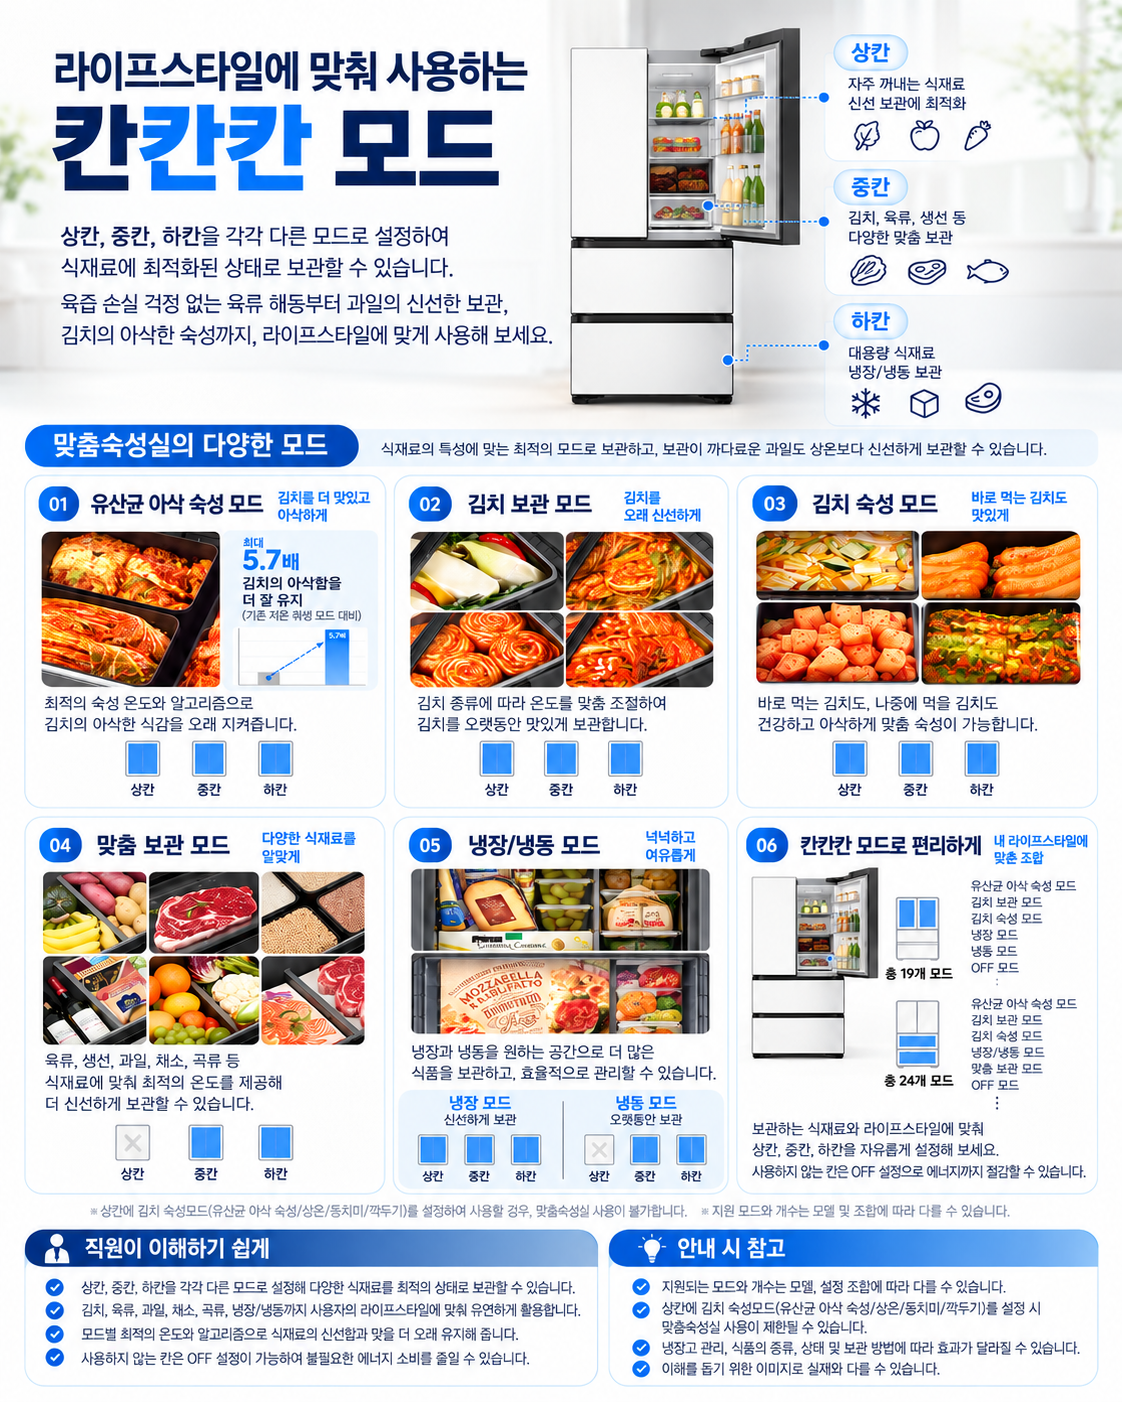 라이프스타일에 맞춰 사용하는
칸칸칸 모드
상칸, 중칸, 하칸을 각각 다른 모드로 설정하여
식재료에 최적화된 상태로 보관할 수 있습니다.
육즙 손실 걱정 없는 육류 해동부터 과일의 신선한 보관,
김치의 아삭한 숙성까지, 라이프스타일에 맞게 사용해 보세요.
상칸
자주 꺼내는 식재료
신선 보관에 최적화
중칸
김치, 육류, 생선 등
다양한 맞춤 보관
하칸
대용량 식재료
냉장/냉동 보관
맞춤숙성실의 다양한 모드
식재료의 특성에 맞는 최적의 모드로 보관하고, 보관이 까다로운 과일도 상온보다 신선하게 보관할 수 있습니다.
01 유산균 아삭 숙성 모드
김치를 더 맛있고
아삭하게
최대
5.7배
김치의 아삭함을
더 잘 유지
(기존 저온 쿼생 모드 대비)
5.7배
최적의 숙성 온도와 알고리즘으로
김치의 아삭한 식감을 오래 지켜줍니다.
상칸 중칸 하칸
02 김치 보관 모드
김치를
오래 신선하게
김치 종류에 따라 온도를 맞춤 조절하여
김치를 오랫동안 맛있게 보관합니다.
상칸 중칸 하칸
03 김치 숙성 모드
바로 먹는 김치도
맛있게
바로 먹는 김치도, 나중에 먹을 김치도
건강하고 아삭하게 맞춤 숙성이 가능합니다.
상칸 중칸 하칸
04 맞춤 보관 모드
다양한 식재료를
알맞게
육류, 생선, 과일, 채소, 곡류 등
식재료에 맞춰 최적의 온도를 제공해
더 신선하게 보관할 수 있습니다.
상칸 중칸 하칸
05 냉장/냉동 모드
넉넉하고
여유롭게
MOZZABELLA
냉장과 냉동을 원하는 공간으로 더 많은
식품을 보관하고, 효율적으로 관리할 수 있습니다.
냉장 모드
신선하게 보관
상칸 중칸 하칸
냉동 모드
오랫동안 보관
상칸 중칸 하칸
06 칸칸칸 모드로 편리하게
내 라이프스타일에
맞춘 조합
유산균 아삭 숙성 모드
김치 보관 모드
김치 숙성 모드
냉장 모드
냉동 모드
OFF 모드
:
총 19개 모드
유산균 아삭 숙성 모드
김치 보관 모드
김치 숙성 모드
냉장/냉동 모드
맞춤 보관 모드
OFF 모드
⋮
총 24개 모드
보관하는 식재료와 라이프스타일에 맞춰
상칸, 중칸, 하칸을 자유롭게 설정해 보세요.
사용하지 않는 칸은 OFF 설정으로 에너지까지 절감할 수 있습니다.
※ 상칸에 김치 숙성모드(유산균 아삭 숙성/상온/동치미/깍두기)를 설정하여 사용할 경우, 맞춤숙성실 사용이 불가합니다. ※ 지원 모드와 개수는 모델 및 조합에 따라 다를 수 있습니다.
직원이 이해하기 쉽게
상칸, 중칸, 하칸을 각각 다른 모드로 설정해 다양한 식재료를 최적의 상태로 보관할 수 있습니다.
김치, 육류, 과일, 채소, 곡류, 냉장/냉동까지 사용자의 라이프스타일에 맞춰 유연하게 활용합니다.
모드별 최적의 온도와 알고리즘으로 식재료의 신선함과 맛을 더 오래 유지해 줍니다.
사용하지 않는 칸은 OFF 설정이 가능하여 불필요한 에너지 소비를 줄일 수 있습니다.
안내 시 참고
지원되는 모드와 개수는 모델, 설정 조합에 따라 다를 수 있습니다.
상칸에 김치 숙성모드(유산균 아삭 숙성/상온/동치미/깍두기)를 설정 시
맞춤숙성실 사용이 제한될 수 있습니다.
냉장고 관리, 식품의 종류, 상태 및 보관 방법에 따라 효과가 달라질 수 있습니다.
이해를 돕기 위한 이미지로 실제와 다를 수 있습니다.